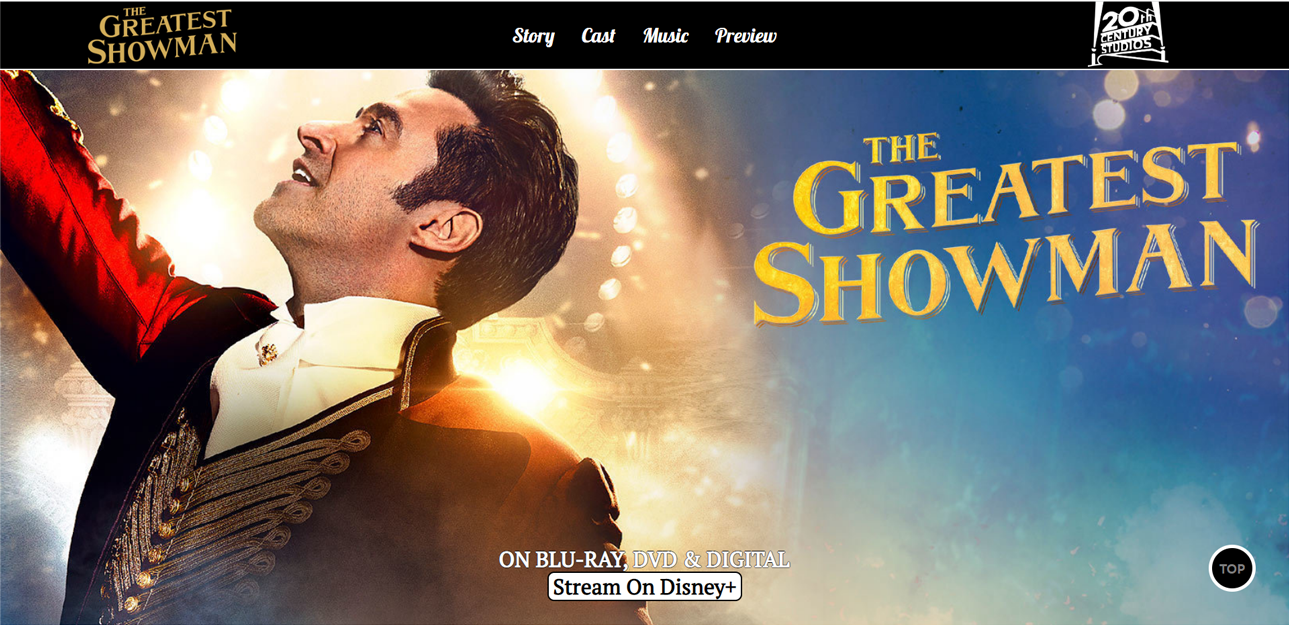 THE
GREATEST
SHOWMAN
Story Cast Music Preview
20th
CENTURY
STUDIOS
THE
GREATEST
SHOWMAN
ON BLU-RAY, DVD & DIGITAL
Stream On Disney+
TOP